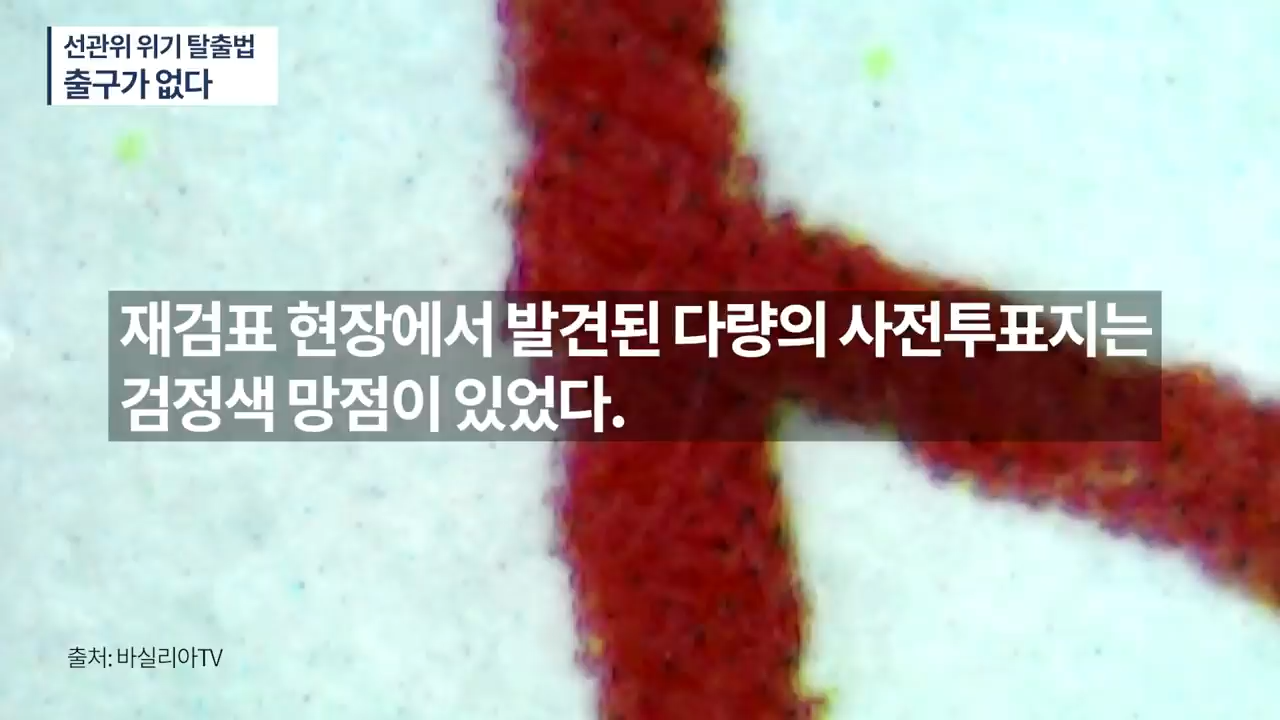 선관위 위기 탈출법
출구가 없다
재검표 현장에서 발견된 다량의 사전투표지는
검정색 망점이 있었다.
출처: 바실리아TV